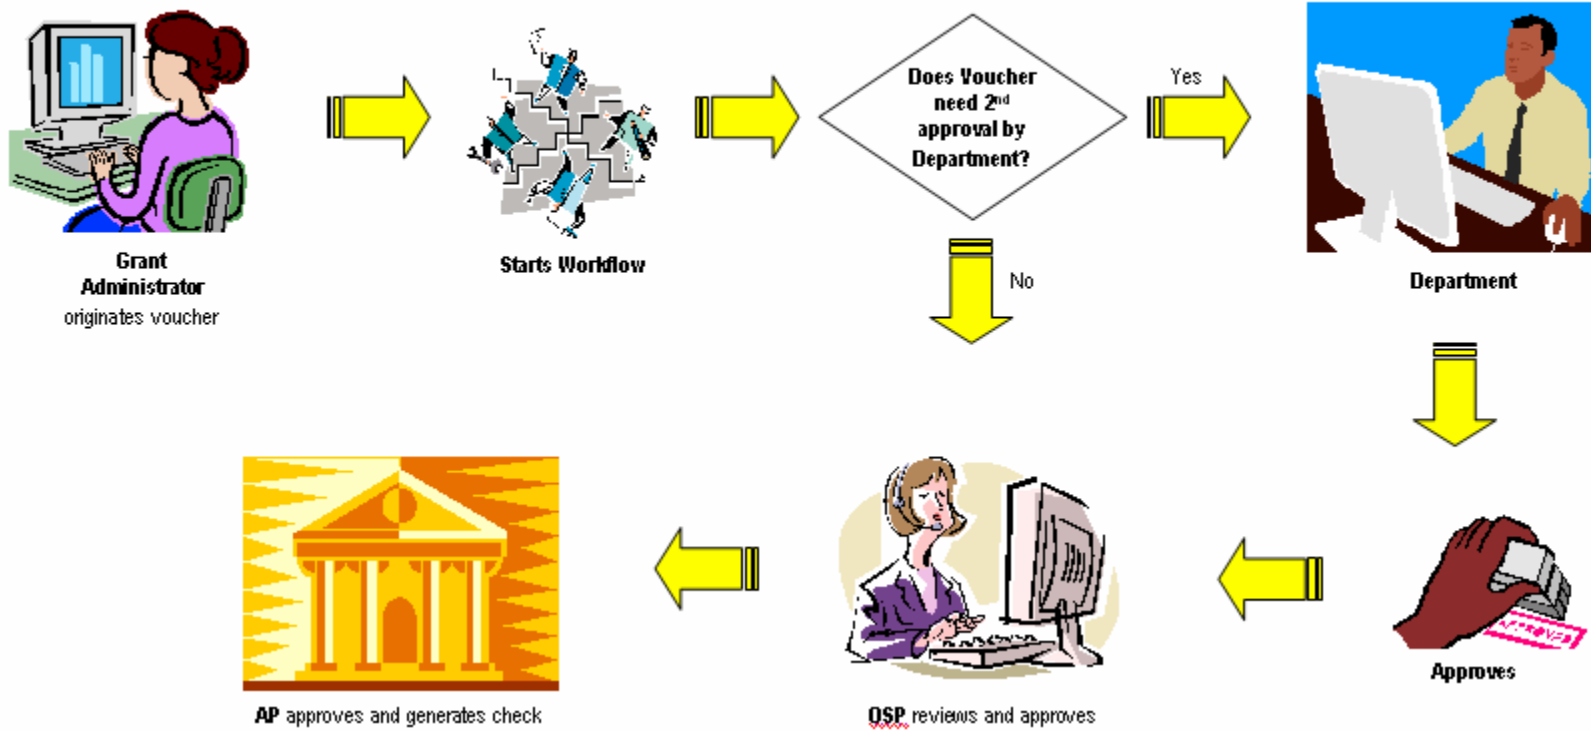 Does Voucher
need 2nd
approval by
Department?
Yes
No
Grant
Administrator
originates voucher
Starts Workflow
Department
APPROVED
Approves
OSP reviews and approves
AP approves and generates check